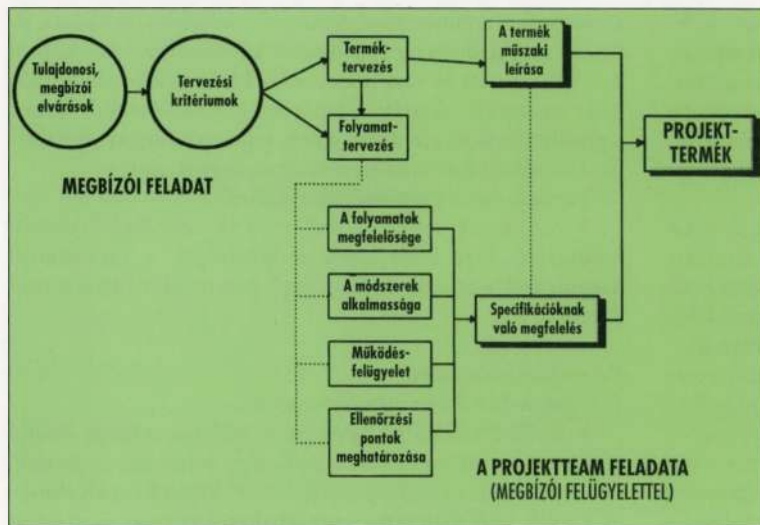 Tulajdonosi,
megbízói
elvárások
Tervezési
kritériumok
Termék-
tervezés
A termék
műszaki
leírása
Folyamat-
tervezés
PROJEKT-
TERMÉK
MEGBÍZÓI FELADAT
A folyamatok
megfelelősége
A módszerek
alkalmassága
Specifikációknak
való megfelelés
Működés-
felügyelet
Ellenőrzési
pontok
meghatározása
A PROJEKTTEAM FELADATA
(MEGBÍZÓI FELÜGYELETTEL)